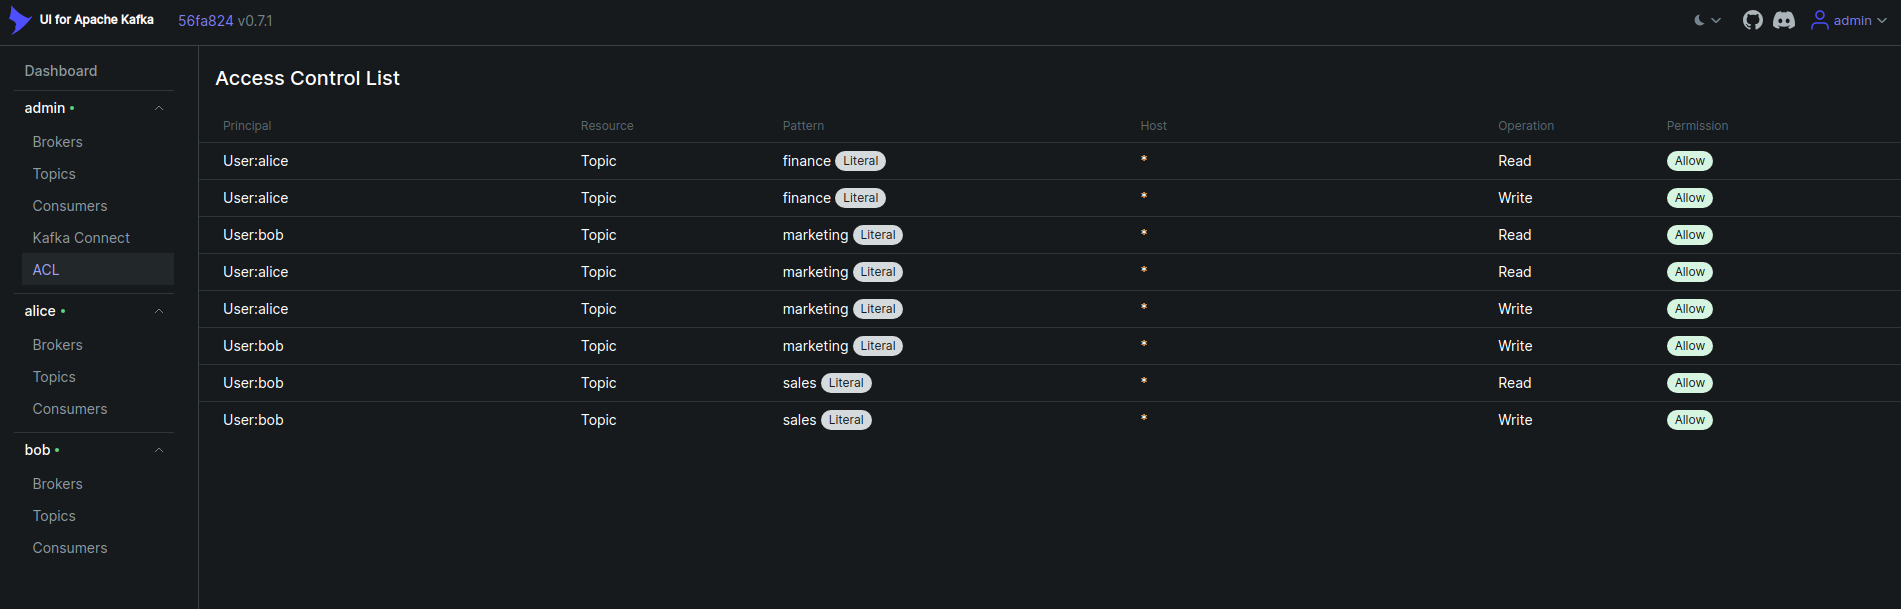 UI for Apache Kafka 56fa824 v0.7.1 admin
Dashboard
admin
Brokers
Topics
Consumers
Kafka Connect
ACL
alice
Brokers
Topics
Consumers
bob
Brokers
Topics
Consumers
Access Control List
Principal Resource Pattern Host Operation Permission
User:alice Topic finance Literal * Read Allow
User:alice Topic finance Literal * Write Allow
User:bob Topic marketing Literal * Read Allow
User:alice Topic marketing Literal * Read Allow
User:alice Topic marketing Literal * Write Allow
User:bob Topic marketing Literal * Write Allow
User:bob Topic sales Literal * Read Allow
User:bob Topic sales Literal * Write Allow